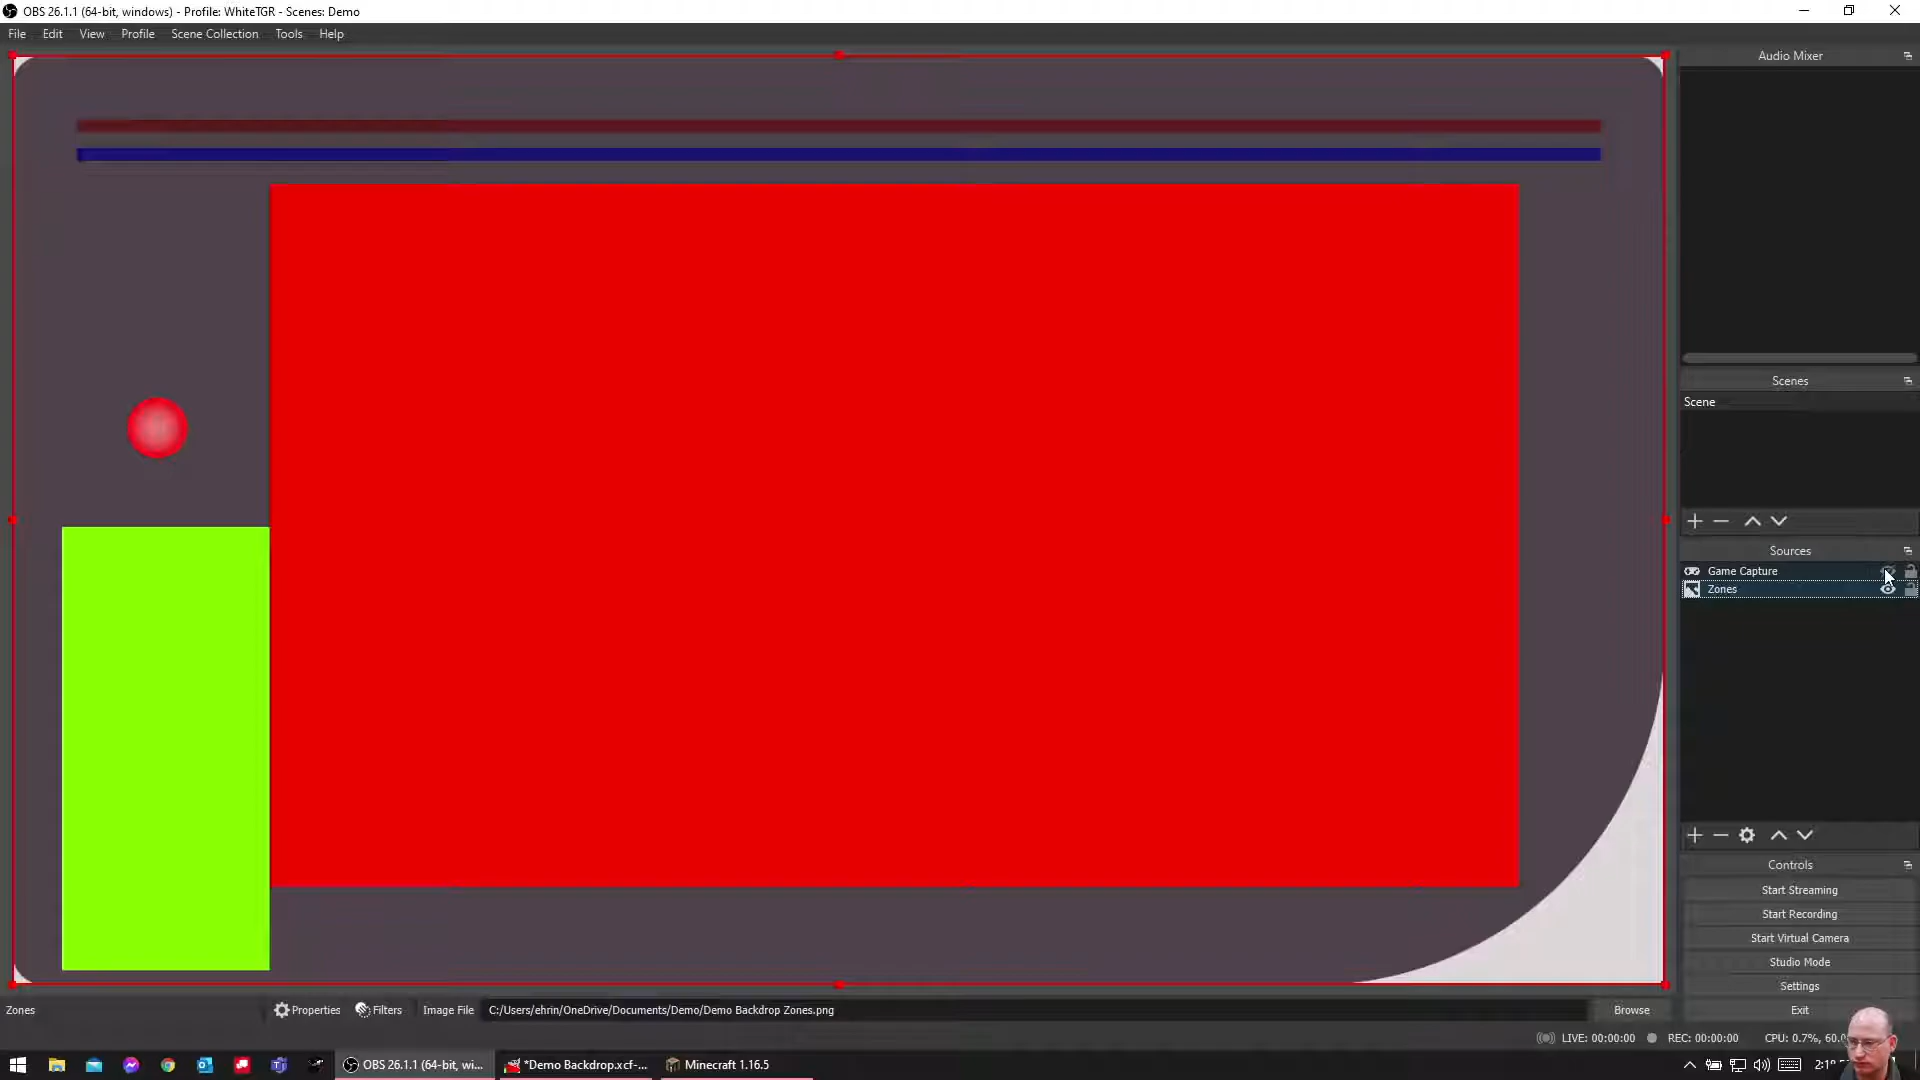 OBS 26.1.1 (64-bit, windows) - Profile: WhiteTGR - Scenes: Demo
File Edit View Profile Scene Collection Tools Help
Audio Mixer
Scenes
Scene
Sources
Game Capture
Zones
Controls
Start Streaming
Start Recording
Start Virtual Camera
Studio Mode
Settings
Exit
Zones Properties Filters Image File C:/Users/ehrin/OneDrive/Documents/Demo/Demo Backdrop Zones.png Browse
LIVE: 00:00:00 REC: 00:00:00 CPU: 0.7%,
OBS 26.1.1 (64-bit, wi... *Demo Backdrop.xcf-... Minecraft 1.16.5